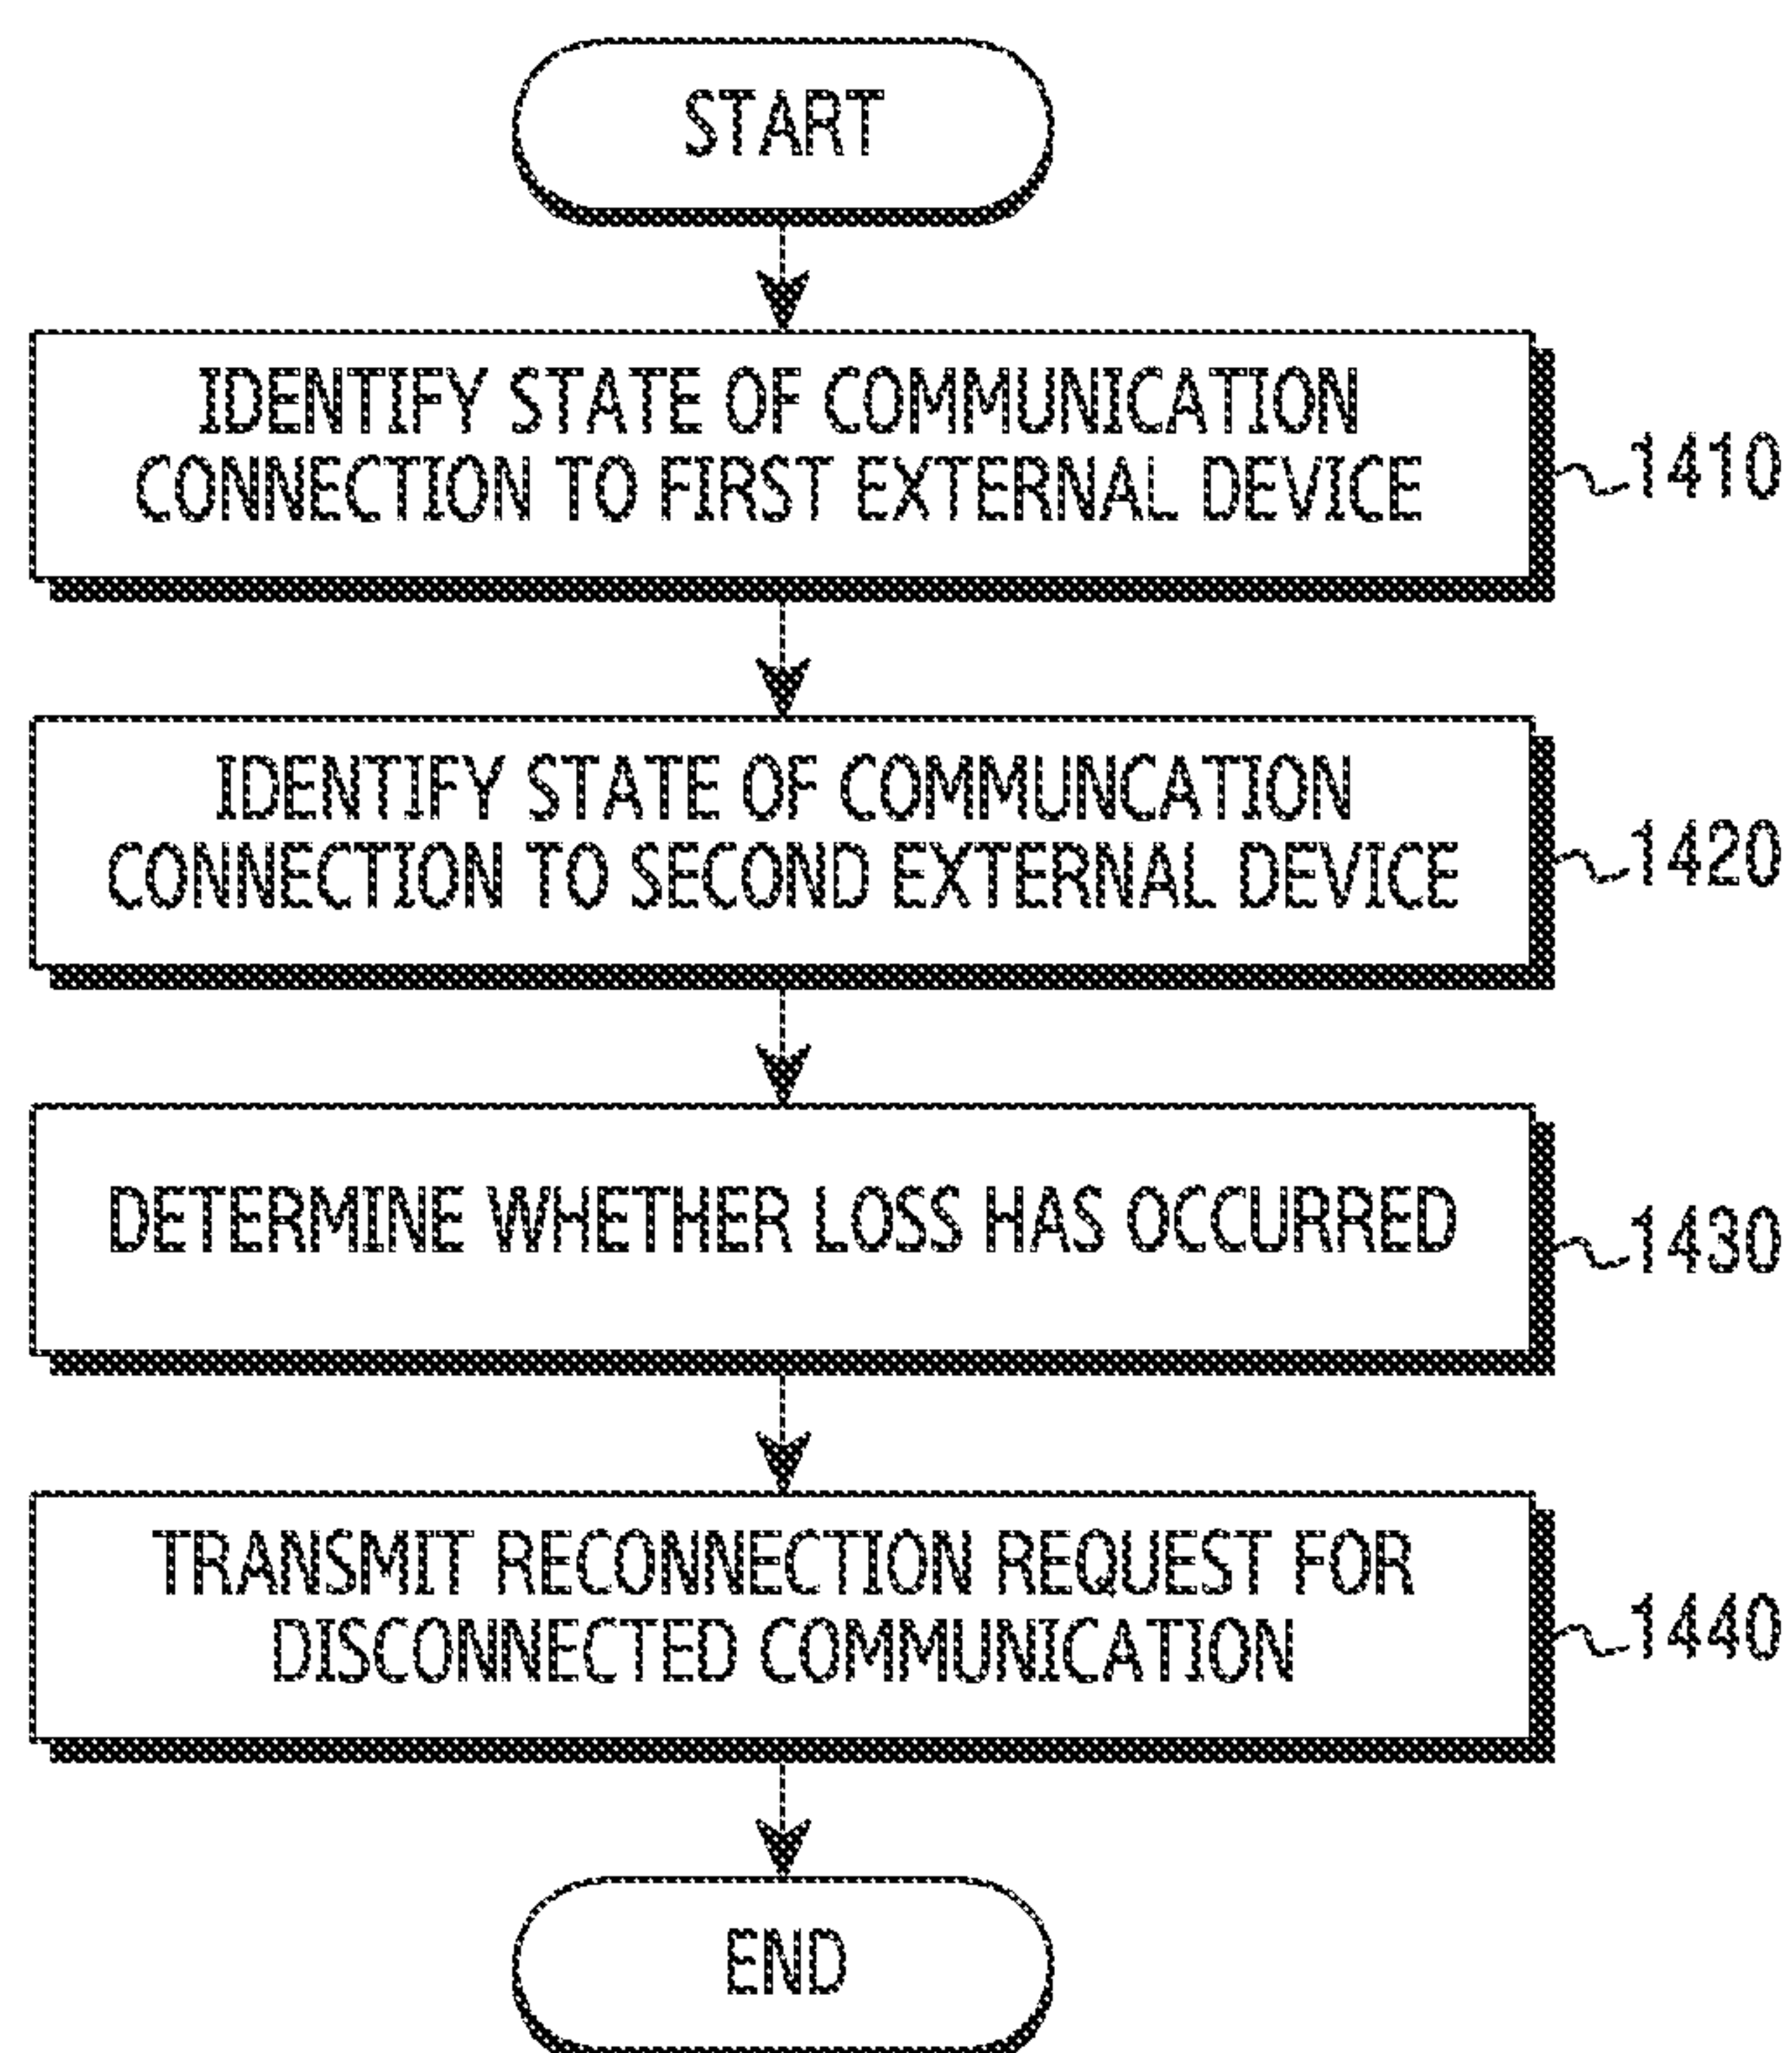 START
IDENTIFY STATE OF COMMUNICATION
CONNECTION TO FIRST EXTERNAL DEVICE
1410
IDENTIFY STATE OF COMMUNCATION
CONNECTION TO SECOND EXTERNAL DEVICE
1420
DETERMINE WHETHER LOSS HAS OCCURRED
1430
TRANSMIT RECONNECTION REQUEST FOR
DISCONNECTED COMMUNICATION
1440
END